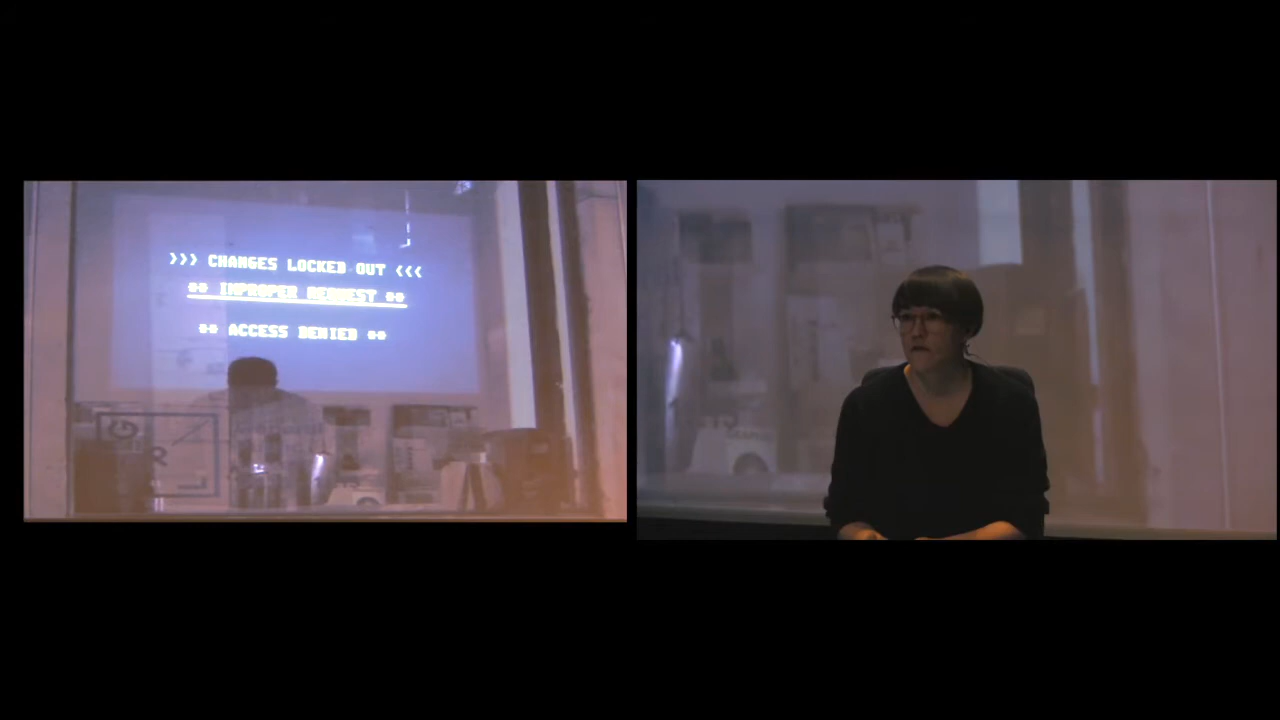 >>> CHANGES LOCKED OUT <<<
** IMPROPER REQUEST **
** ACCESS DENIED **
G
R
L